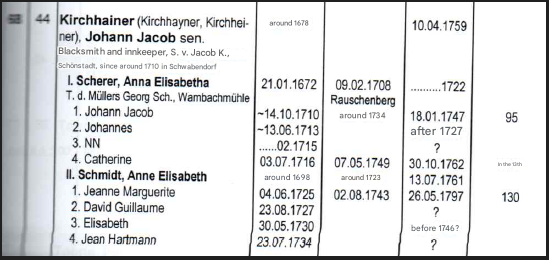 44 Kirchhainer (Kirchhayner, Kirchhei- around 1678 10.04.1759
ner), Johann Jacob sen.
Blacksmith and innkeeper, S. v. Jacob K.,
Schönstadt, since around 1710 in Schwabendorf
I. Scherer, Anna Elisabetha 21.01.1672 09.02.1708 ..........1722
T. d. Müllers Georg Sch., Wambachmühle Rauschenberg
1. Johann Jacob ~14.10.1710 around 1734 18.01.1747 95
2. Johannes ~13.06.1713 after 1727
3. NN ......02.1715 ?
4. Catherine 03.07.1716 07.05.1749 30.10.1762 in the 12th
II. Schmidt, Anne Elisabeth around 1698 around 1723 13.07.1761
1. Jeanne Marguerite 04.06.1725 02.08.1743 26.05.1797 130
2. David Guillaume 23.08.1727 ?
3. Elisabeth 30.05.1730 before 1746?
4. Jean Hartmann 23.07.1734 ?